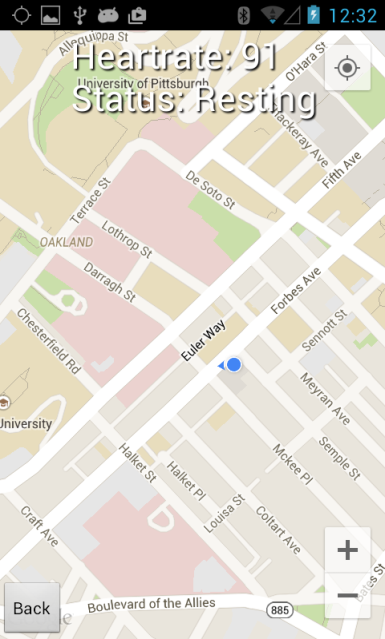 12:32
Allequippa St
Heartrate: 91
O'Hara St
University of Pittsburgh
Status: Resting
Thackeray Ave
Fifth Ave
Terrace St
De Soto St
OAKLAND
Lothrop St
Darragh St
Forbes Ave
Chesterfield Rd
Euler Way
Sennott St
Meyran Ave
University
Halket St
Semple St
Mckee Pl
Halket Pl
Louisa St
Coltart Ave
Craft Ave
Back
Boulevard of the Allies
885